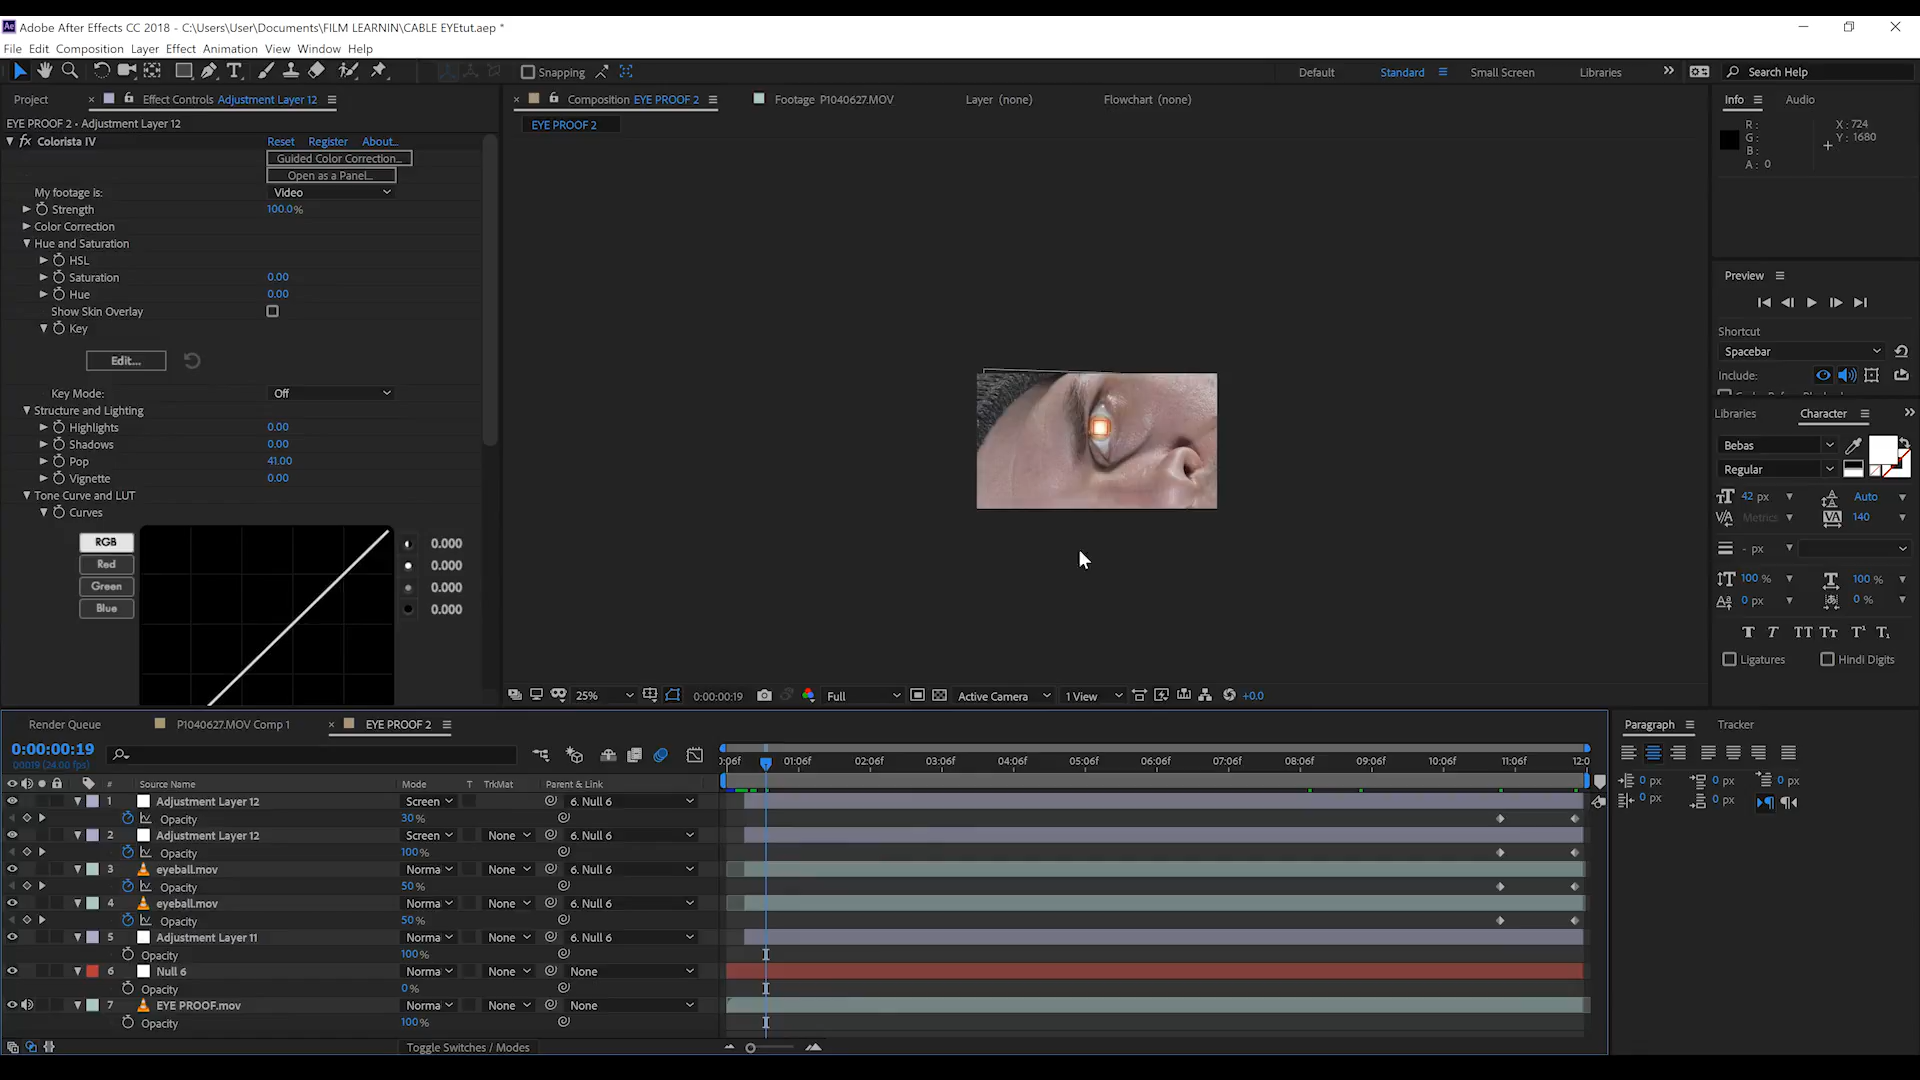 Adobe After Effects CC 2018 - C:\Users\User\Documents\FILM LEARNIN\CABLE EYEtut.aep *
File Edit Composition Layer Effect Animation View Window Help
Snapping Default Standard Small Screen Libraries Search Help
Project Effect Controls Adjustment Layer 12 Composition EYE PROOF 2 Footage P1040627.MOV Layer (none) Flowchart (none) Info Audio
EYE PROOF 2 • Adjustment Layer 12
EYE PROOF 2
R:
G:
B:
A: 0
X: 724
Y: 1680
fx Colorista IV Reset Register About...
Guided Color Correction...
Open as a Panel...
My footage is: Video
Strength 100.0%
Color Correction
Hue and Saturation
HSL
Saturation 0.00
Hue 0.00
Show Skin Overlay
Key
Edit...
Key Mode: Off
Structure and Lighting
Highlights 0.00
Shadows 0.00
Pop 41.00
Vignette 0.00
Tone Curve and LUT
Curves
RGB 0.000
Red 0.000
Green 0.000
Blue 0.000
Preview
Shortcut
Spacebar
Include:
Libraries Character
Bebas
Regular
42 px Auto
Metrics 140
- px
100 % 100 %
0 px 0 %
T T TT Tr T¹ T₁
Ligatures Hindi Digits
25% 0:00:00:19 Full Active Camera 1 View +0.0
Render Queue P1040627.MOV Comp 1 EYE PROOF 2
0:00:00:19
00019 (24.00 fps)
0:06f 01:06f 02:06f 03:06f 04:06f 05:06f 06:06f 07:06f 08:06f 09:06f 10:06f 11:06f 12:0
# Source Name Mode T TrkMat Parent & Link
1 Adjustment Layer 12 Screen 6. Null 6
Opacity 30 %
2 Adjustment Layer 12 Screen None 6. Null 6
Opacity 100 %
3 eyeball.mov Norma None 6. Null 6
Opacity 50 %
4 eyeball.mov Norma None 6. Null 6
Opacity 50 %
5 Adjustment Layer 11 Norma None 6. Null 6
Opacity 100 %
6 Null 6 Norma None None
Opacity 0 %
7 EYE PROOF.mov Norma None None
Opacity 100 %
Toggle Switches / Modes
Paragraph Tracker
0 px 0 px 0 px
0 px 0 px